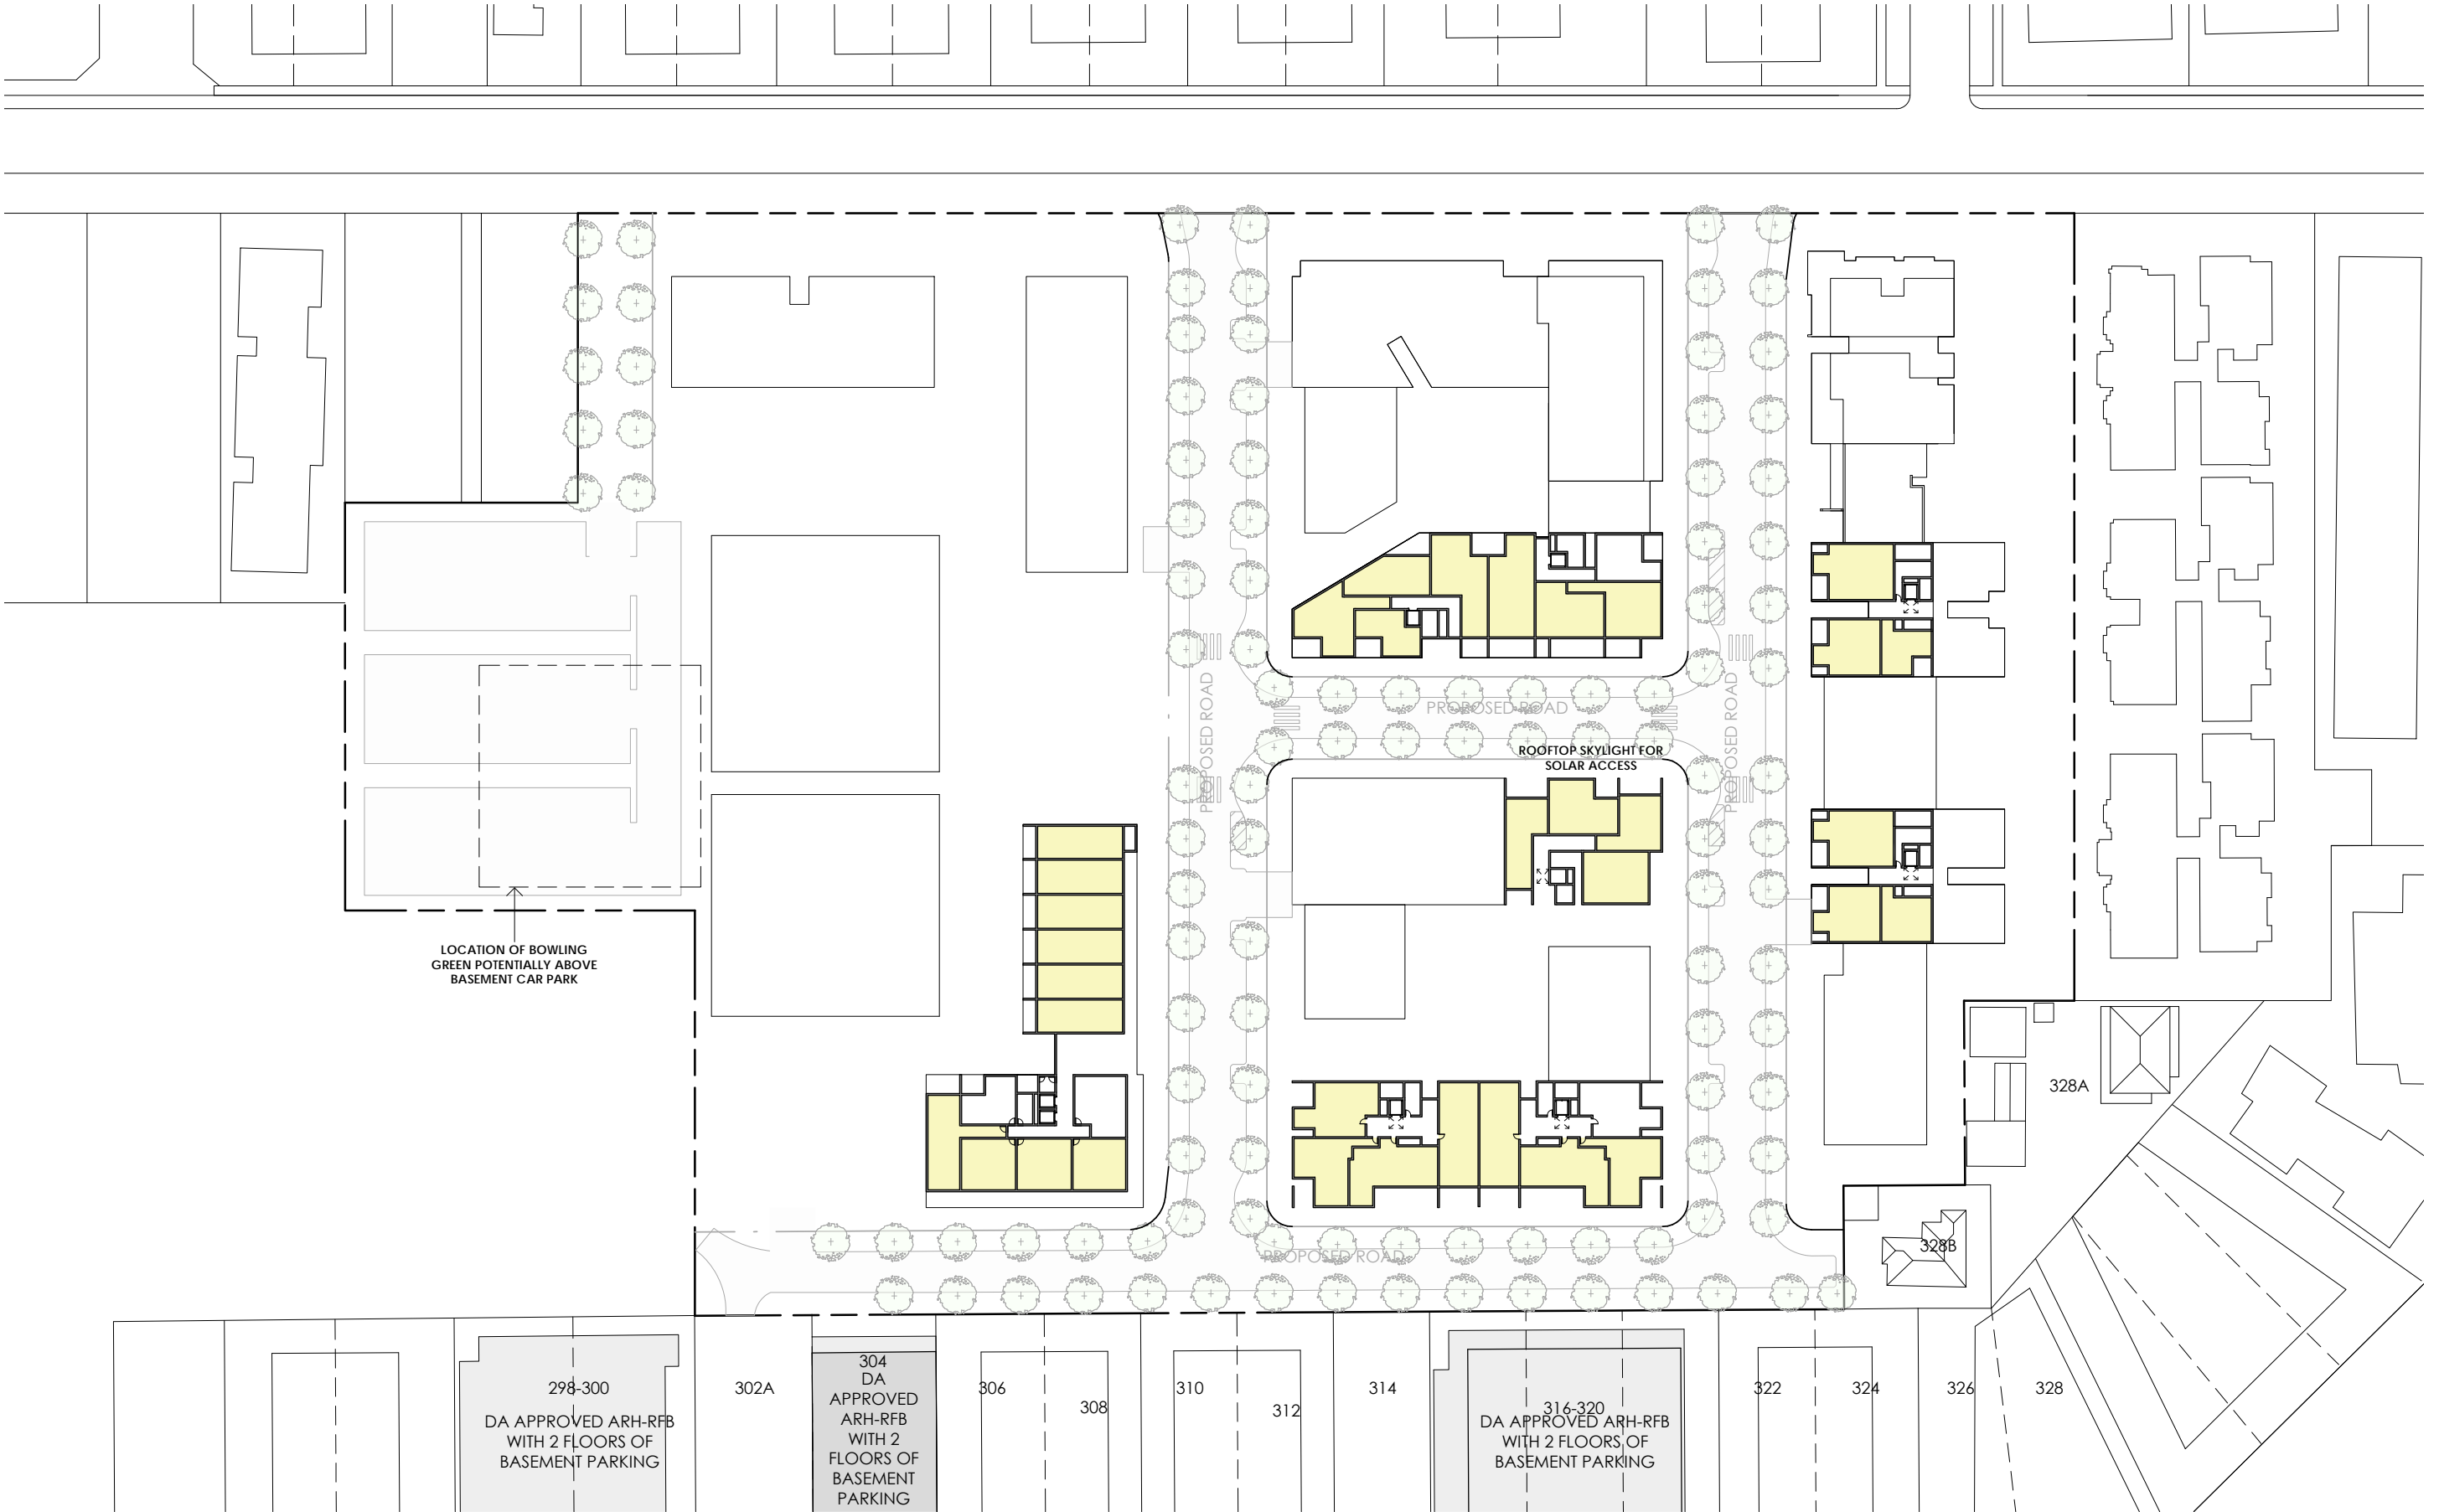 PROPOSED ROAD
PROPOSED ROAD
PROPOSED ROAD
ROOFTOP SKYLIGHT FOR
SOLAR ACCESS
LOCATION OF BOWLING
GREEN POTENTIALLY ABOVE
BASEMENT CAR PARK
328A
328B
PROPOSED ROAD
298-300
DA APPROVED ARH-RFB
WITH 2 FLOORS OF
BASEMENT PARKING
302A
304
DA
APPROVED
ARH-RFB
WITH 2
FLOORS OF
BASEMENT
PARKING
306
308
310
312
314
316-320
DA APPROVED ARH-RFB
WITH 2 FLOORS OF
BASEMENT PARKING
322
324
326
328